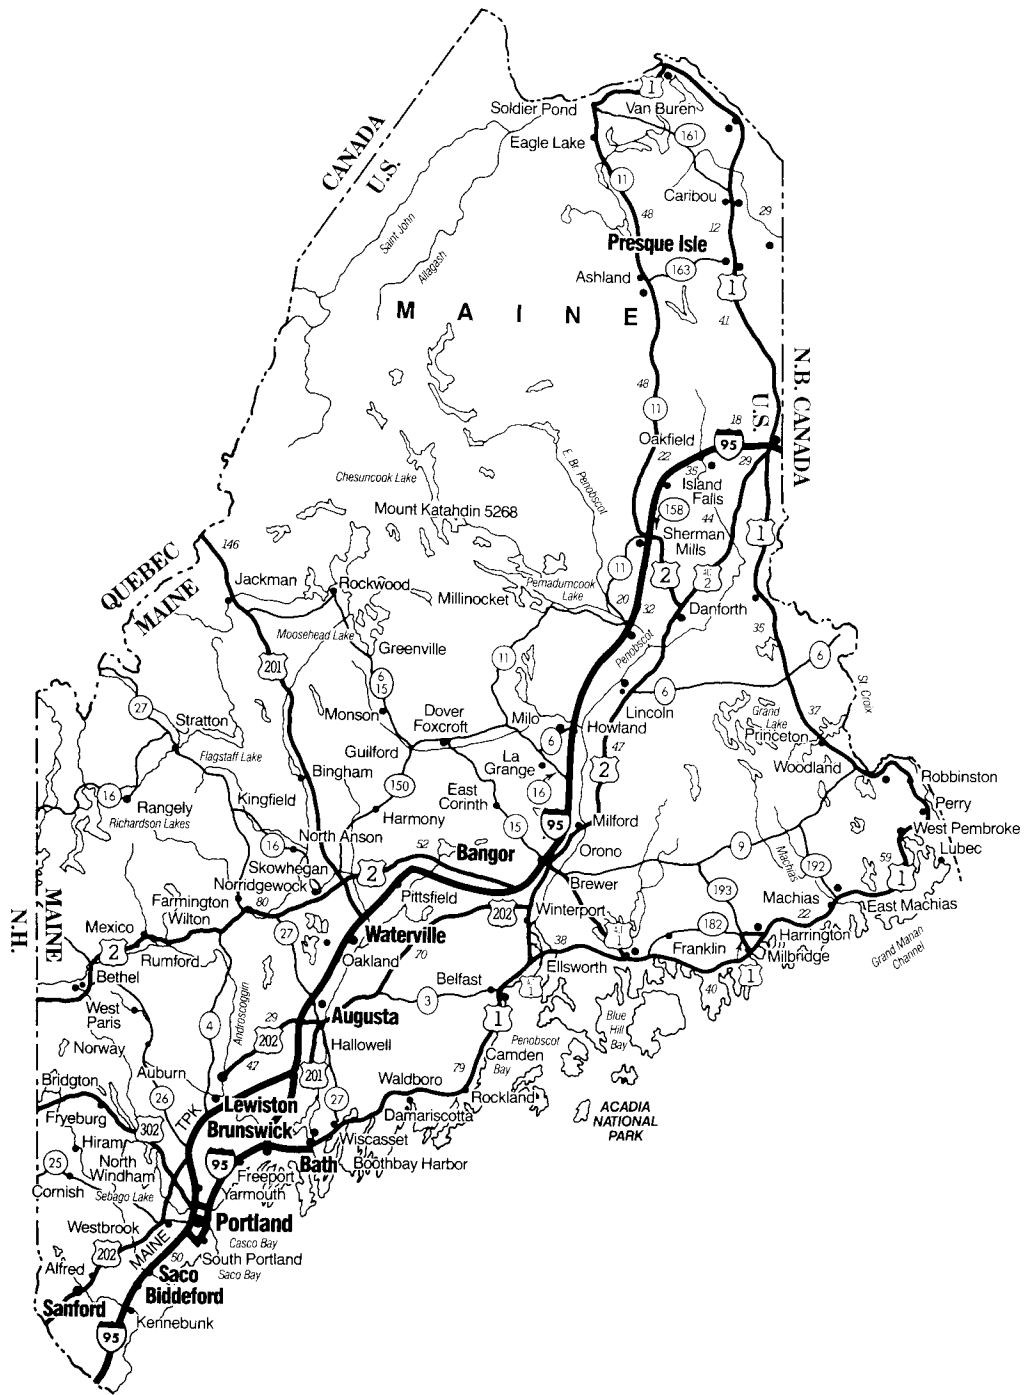 CANADA
U.S.
1
Soldier Pond
Van Buren
161
Eagle Lake
11
Caribou
48
29
12
Saint John
Presque Isle
Allagash
Ashland
163
1
MAINE
41
N.B. CANADA
U.S.
48
11
18
Oakfield
95
22
29
35
E. Br Penobscot
Chesuncook Lake
Island
Falls
158
Mount Katahdin 5268
44
1
Sherman
Mills
146
QUEBEC
MAINE
11
2
2
Jackman
Rockwood
Pemadumcook
Lake
Millinocket
20
32
Danforth
Moosehead Lake
35
Penobscot
201
Greenville
11
6
6
15
6
St. Croix
27
Stratton
Monson
Dover
Foxcroft
Milo
Lincoln
Howland
Grand
Lake
37
Princeton
Flagstaff Lake
Guilford
6
47
La
Grange
2
Woodland
Bingham
150
16
Robbinston
16
Rangely
Kingfield
East
Corinth
Perry
Richardson Lakes
Harmony
15
95
Milford
West Pembroke
North Anson
16
52
Bangor
Orono
9
Lubec
Skowhegan
2
Machias
192
59
Norridgewock
Brewer
193
1
MAINE
N.H.
Farmington
80
Pittsfield
Machias
Wilton
202
Winterport
22
East Machias
Mexico
27
Waterville
1
182
Harrington
2
Rumford
Oakland
70
38
Franklin
Milbridge
Grand Manan
Channel
Bethel
Belfast
Ellsworth
1
40
1
West
Paris
Androscoggin
3
4
29
Augusta
1
Blue
Hill
Bay
Norway
202
Hallowell
Penobscot
Bay
47
Camden
Bridgton
Auburn
201
79
Waldboro
26
27
Rockland
Fryeburg
TPK
Lewiston
Damariscotta
ACADIA
NATIONAL
PARK
302
Brunswick
Hiram
Wiscasset
25
North
Windham
95
Bath
Boothbay Harbor
Freeport
Cornish
Sebago Lake
Yarmouth
Westbrook
Portland
202
MAINE
Casco Bay
50
South Portland
Alfred
Saco
Saco Bay
Biddeford
Sanford
Kennebunk
95